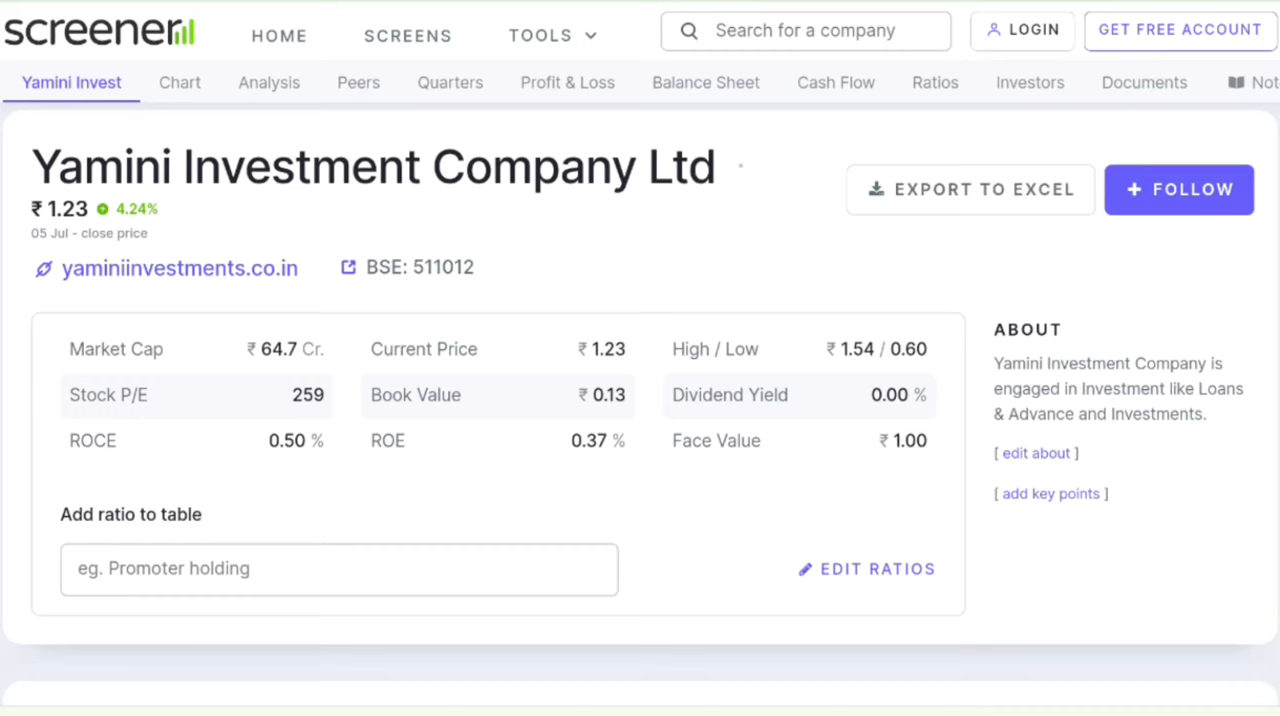 screener
HOME SCREENS TOOLS
Search for a company
LOGIN
GET FREE ACCOUNT
Yamini Invest Chart Analysis Peers Quarters Profit & Loss Balance Sheet Cash Flow Ratios Investors Documents
Yamini Investment Company Ltd
EXPORT TO EXCEL
+ FOLLOW
₹ 1.23 4.24%
05 Jul - close price
yaminiinvestments.co.in BSE: 511012
Market Cap ₹ 64.7 Cr. Current Price ₹ 1.23 High / Low ₹ 1.54 / 0.60
Stock P/E 259 Book Value ₹ 0.13 Dividend Yield 0.00 %
ROCE 0.50 % ROE 0.37 % Face Value ₹ 1.00
Add ratio to table
eg. Promoter holding
EDIT RATIOS
ABOUT
Yamini Investment Company is
engaged in Investment like Loans
& Advance and Investments.
[ edit about ]
[ add key points ]